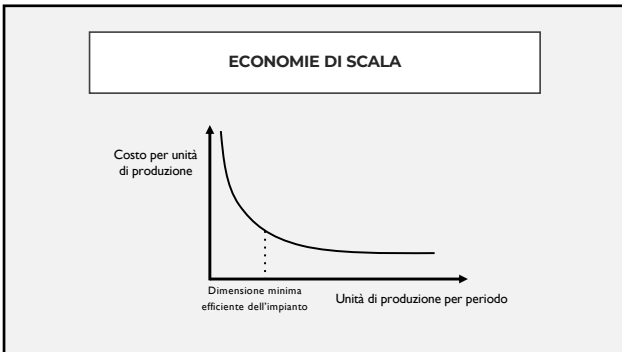 ECONOMIE DI SCALA
Costo per unità
di produzione
Dimensione minima
efficiente dell'impianto
Unità di produzione per periodo